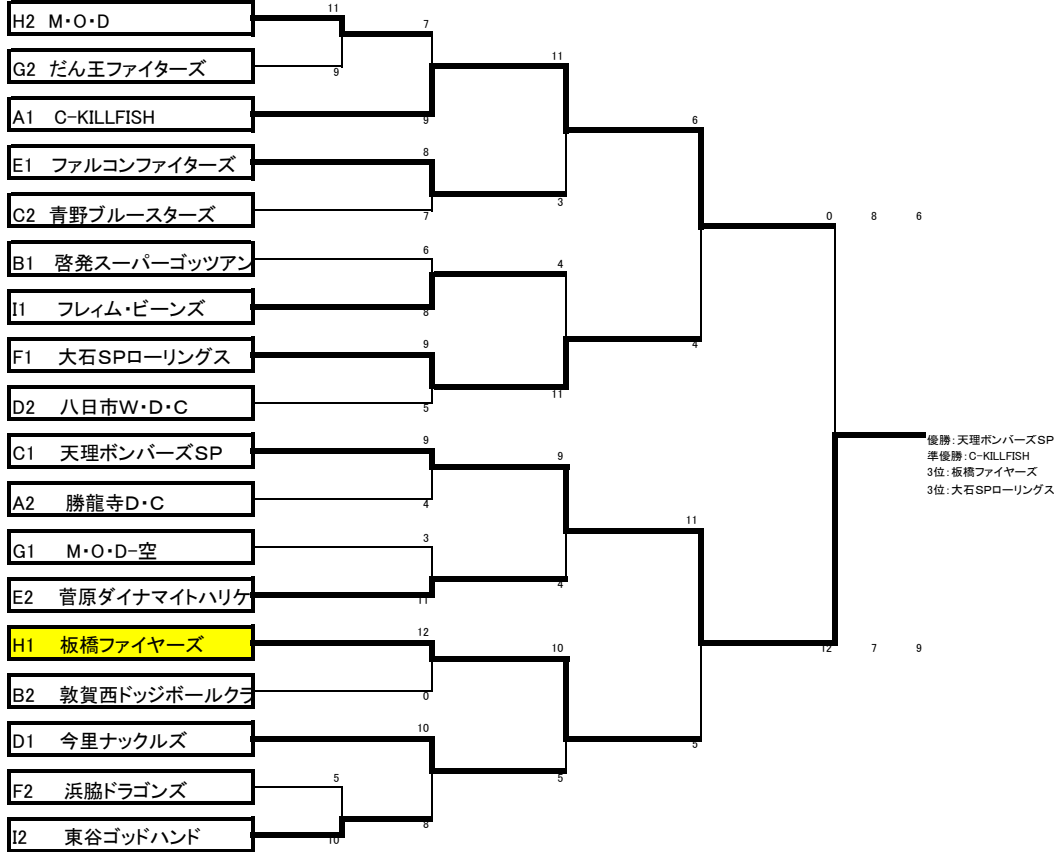 11
H2 M・O・D
7
G2 だん王ファイターズ
9
11
A1 C-KILLFISH
9
6
E1 ファルコンファイターズ
8
C2 青野ブルースターズ
7
3
0 8 6
B1 啓発スーパーゴッツアン
6
4
I1 フレィム・ビーンズ
8
F1 大石SPローリングス
9
4
D2 八日市W・D・C
5
11
C1 天理ボンバーズSP
9
9
優勝:天理ボンバーズSP
準優勝:C-KILLFISH
3位:板橋ファイヤーズ
3位:大石SPローリングス
A2 勝龍寺D・C
4
11
G1 M・O・D-空
3
E2 菅原ダイナマイトハリケ
11
4
H1 板橋ファイヤーズ
12
10
12 7 9
B2 敦賀西ドッジボールクラ
0
D1 今里ナックルズ
10
5
F2 浜脇ドラゴンズ
5
5
I2 東谷ゴッドハンド
10
8